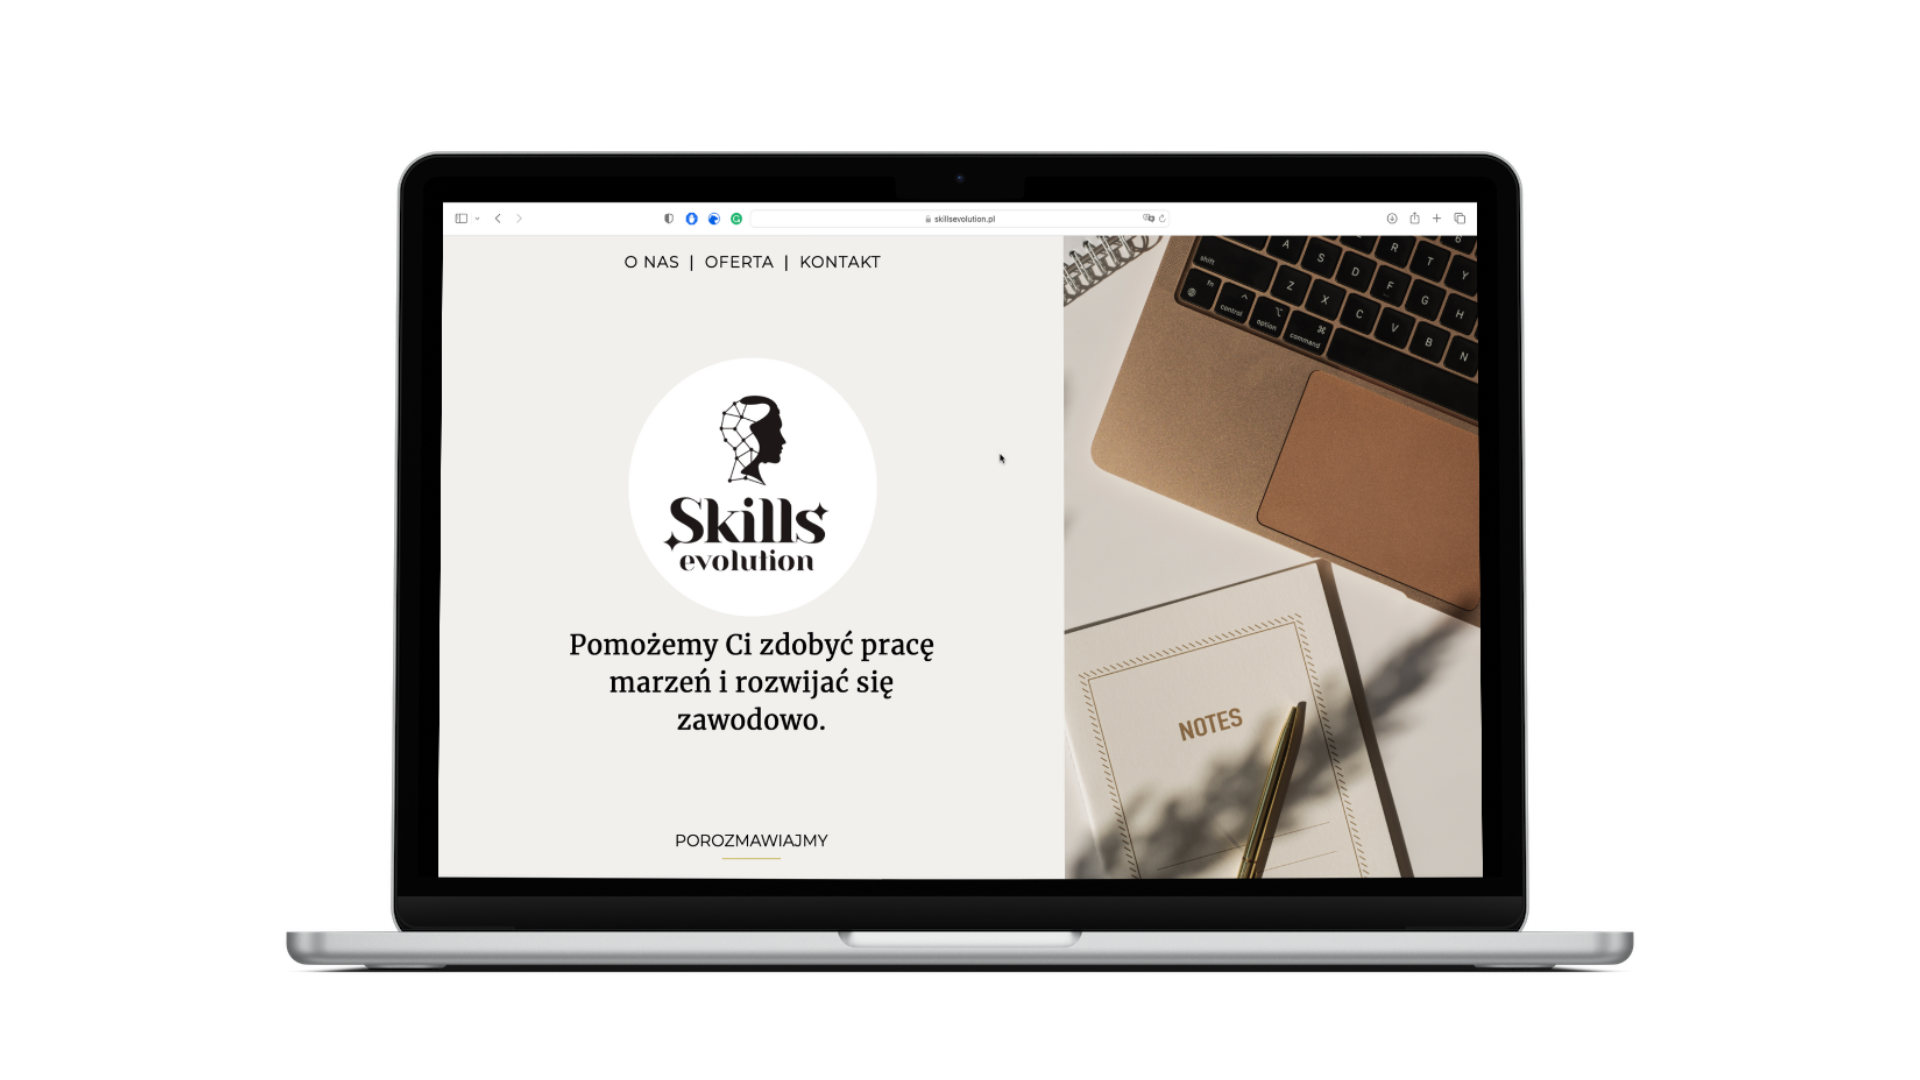 skillsevolution.pl
O NAS | OFERTA | KONTAKT
Skills
evolution
Pomożemy Ci zdobyć pracę
marzeń i rozwijać się
zawodowo.
POROZMAWIAJMY
6
R T Y
A S D F G H
shift Z X C V B N
fn control option command
NOTES